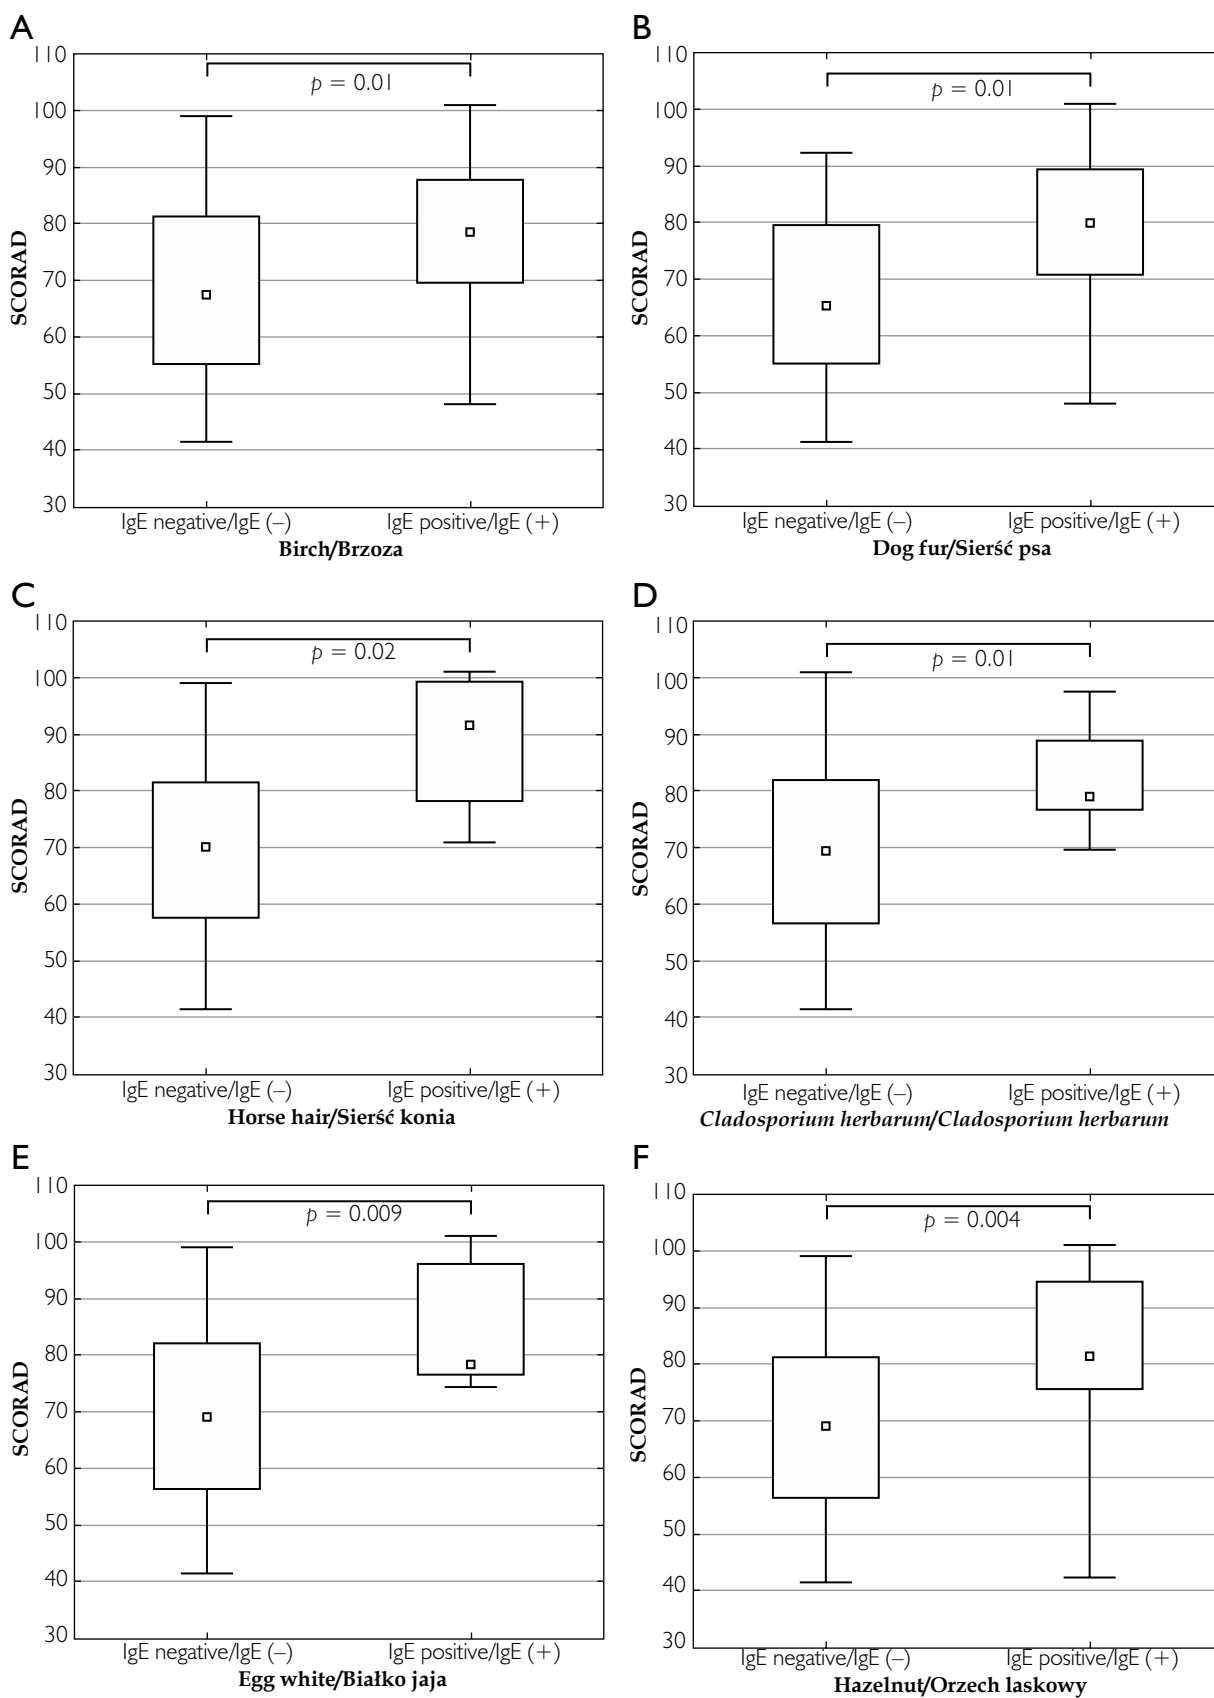 A
110
100
90
80
70
60
50
40
30
SCORAD
p = 0.01
IgE negative/IgE (–) IgE positive/IgE (+)
Birch/Brzoza
B
110
100
90
80
70
60
50
40
30
SCORAD
p = 0.01
IgE negative/IgE (–) IgE positive/IgE (+)
Dog fur/Sierść psa
C
110
100
90
80
70
60
50
40
30
SCORAD
p = 0.02
IgE negative/IgE (–) IgE positive/IgE (+)
Horse hair/Sierść konia
D
110
100
90
80
70
60
50
40
30
SCORAD
p = 0.01
IgE negative/IgE (–) IgE positive/IgE (+)
Cladosporium herbarum/Cladosporium herbarum
E
110
100
90
80
70
60
50
40
30
SCORAD
p = 0.009
IgE negative/IgE (–) IgE positive/IgE (+)
Egg white/Białko jaja
F
110
100
90
80
70
60
50
40
30
SCORAD
p = 0.004
IgE negative/IgE (–) IgE positive/IgE (+)
Hazelnut/Orzech laskowy